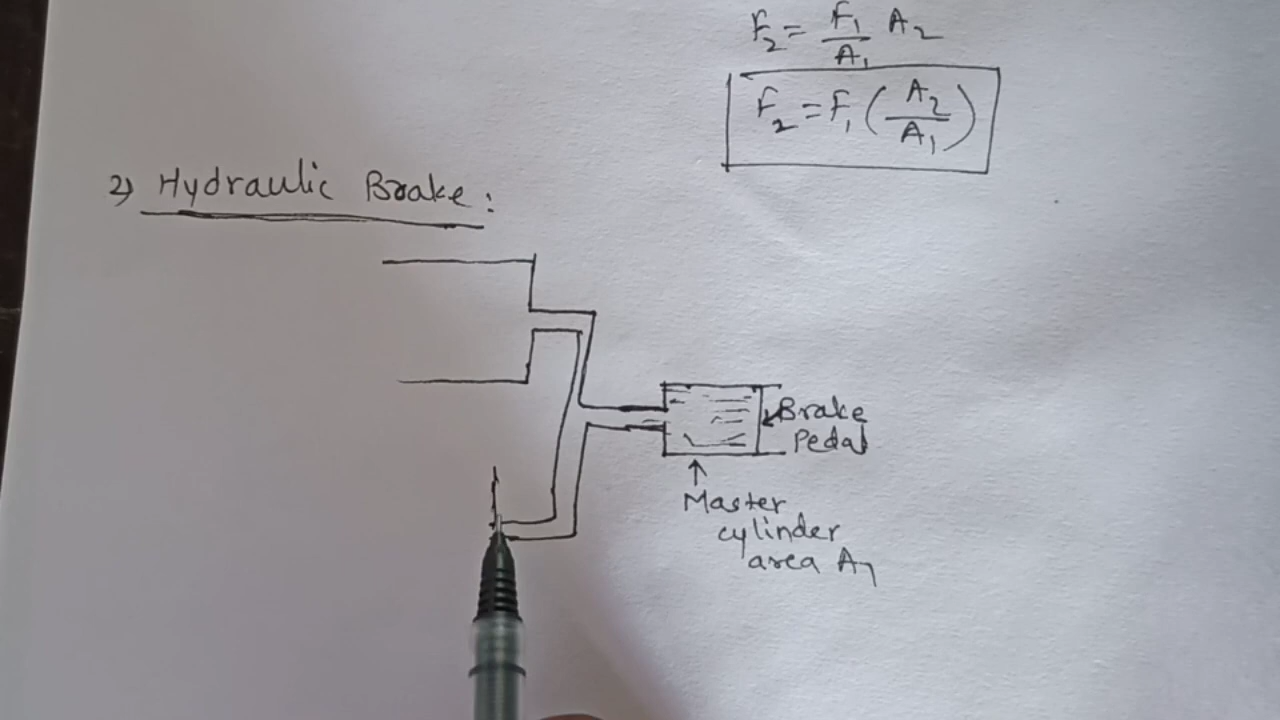 F₂ = F₁/A₁ A₂
F₂ = F₁ (A₂/A₁)
2) Hydraulic Brake:
Brake
Pedal
Master
cylinder
area A₁